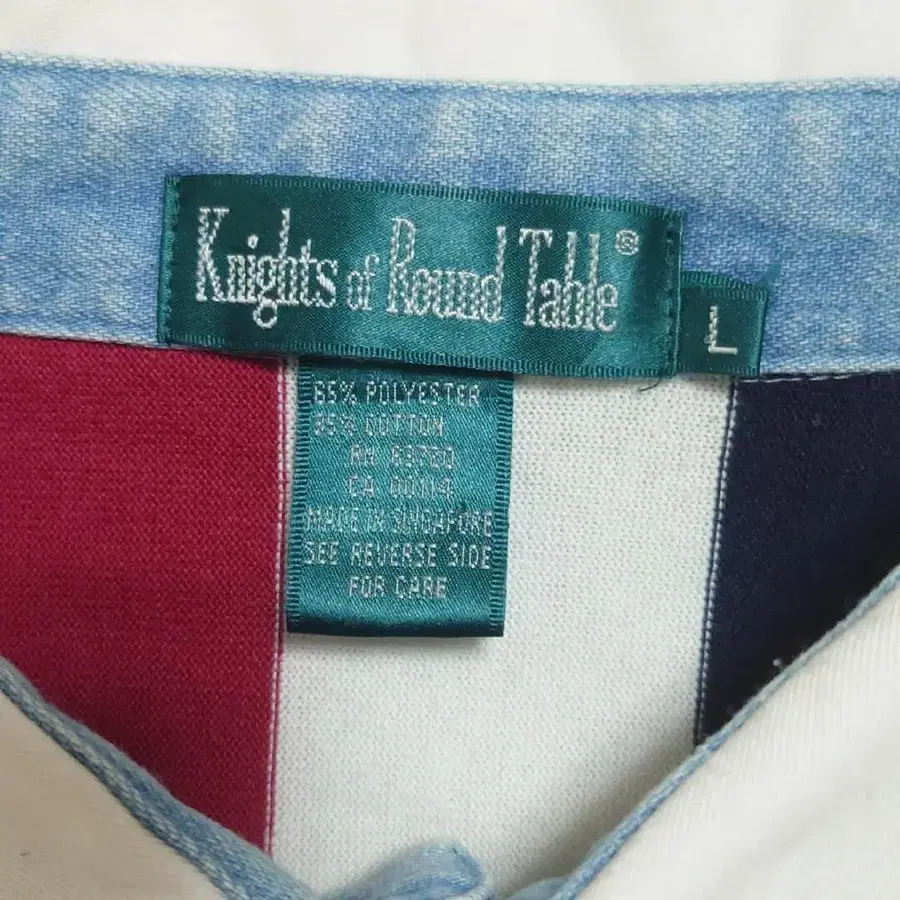 Knights of Round Table®
L
65% POLYESTER
35% COTTON
RN 63760
CA 00114
MADE IN SINGAPORE
SEE REVERSE SIDE
FOR CARE